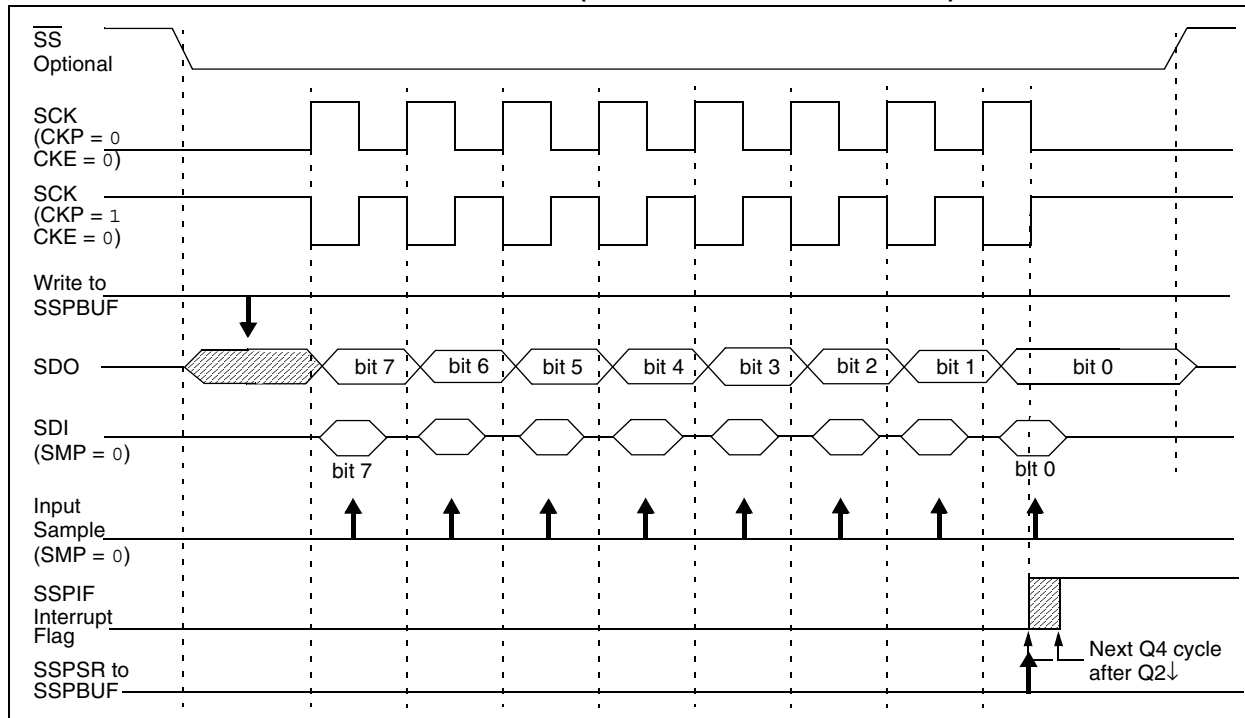 SS
Optional
SCK
(CKP = 0
CKE = 0)
SCK
(CKP = 1
CKE = 0)
Write to
SSPBUF
SDO bit 7 bit 6 bit 5 bit 4 bit 3 bit 2 bit 1 bit 0
SDI
(SMP = 0)
bit 7 bit 0
Input
Sample
(SMP = 0)
SSPIF
Interrupt
Flag
Next Q4 cycle
after Q2↓
SSPSR to
SSPBUF